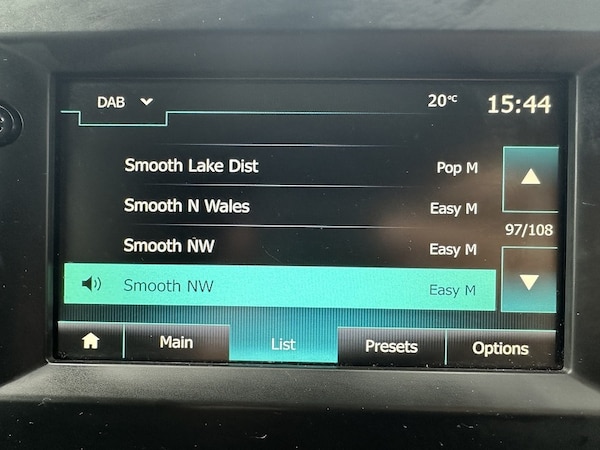 DAB 20°C 15:44
Smooth Lake Dist Pop M
Smooth N Wales Easy M
97/108
Smooth NW Easy M
Smooth NW Easy M
Main List Presets Options